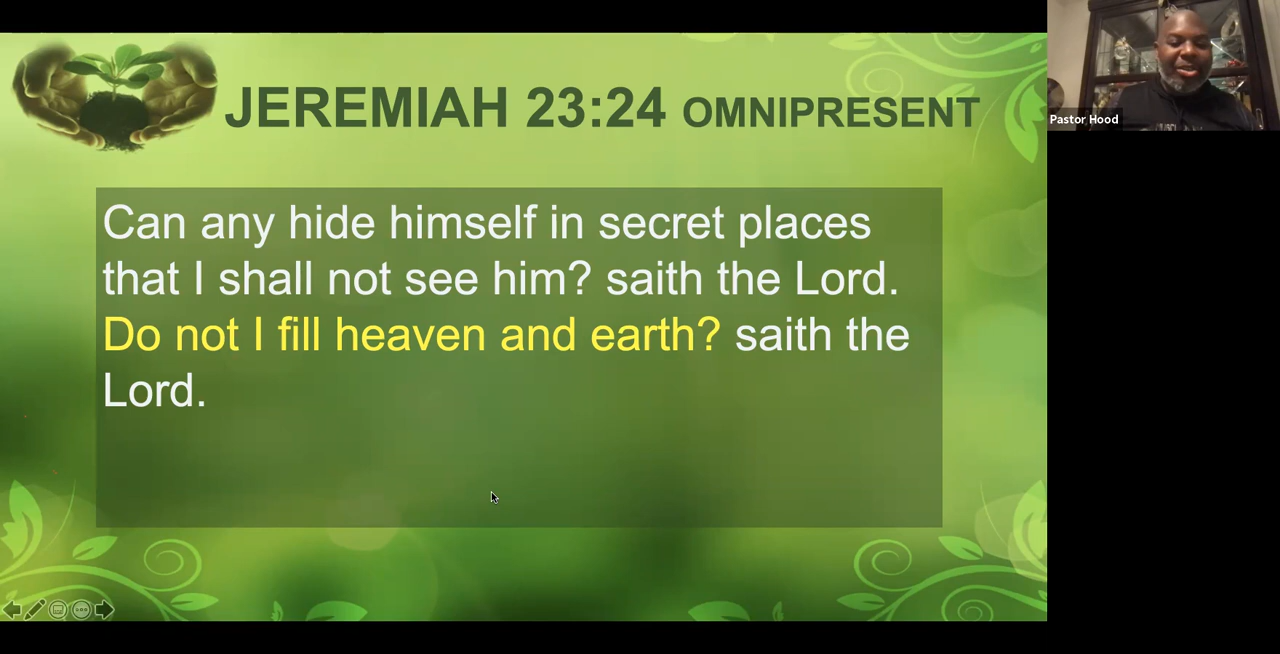 JEREMIAH 23:24 OMNIPRESENT
Can any hide himself in secret places
that I shall not see him? saith the Lord.
Do not I fill heaven and earth? saith the
Lord.
Pastor Hood